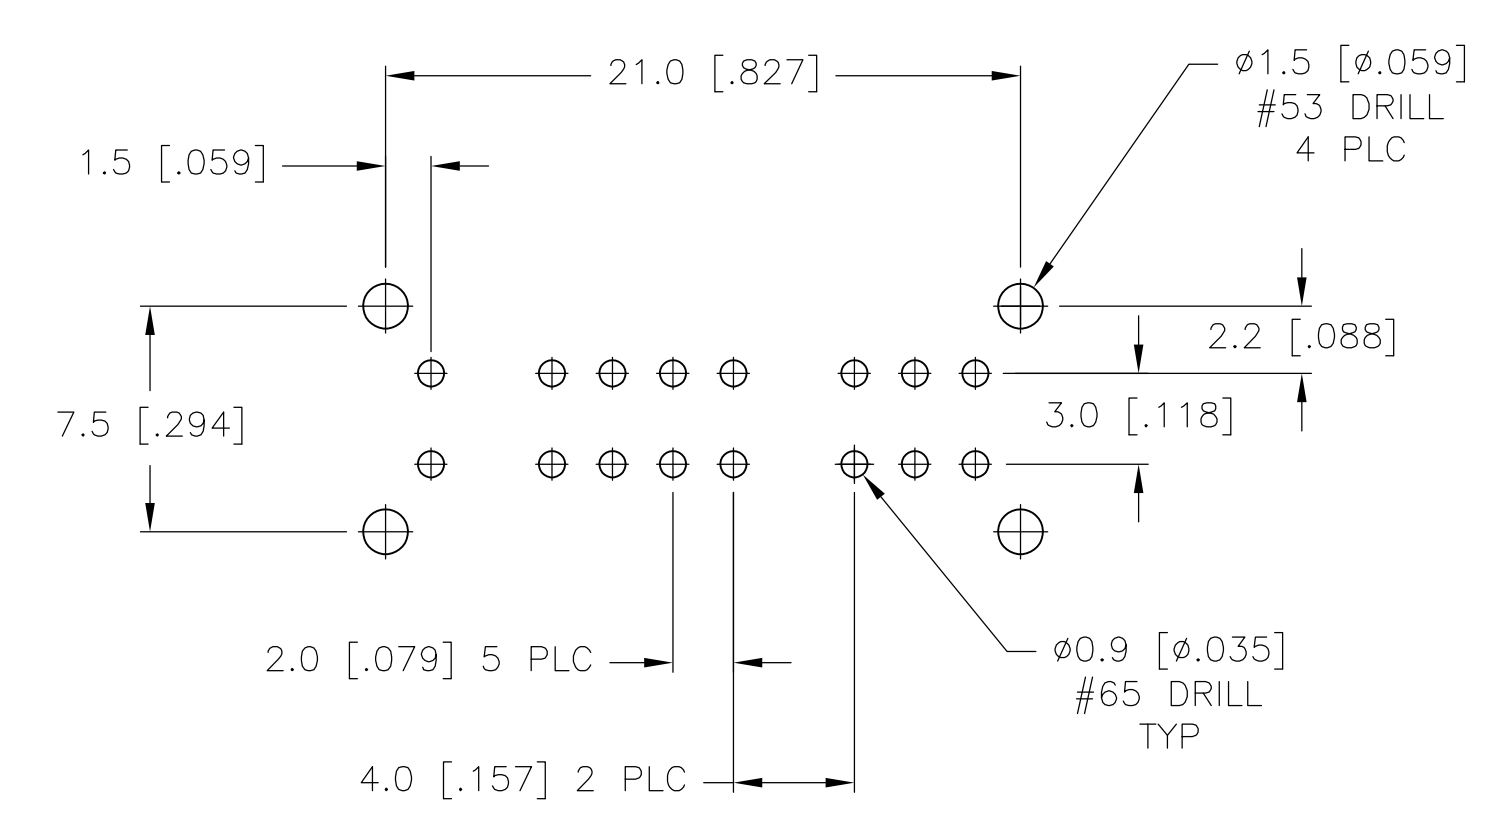 21.0 [.827]
ø1.5 [ø.059]
#53 DRILL
4 PLC
1.5 [.059]
2.2 [.088]
3.0 [.118]
7.5 [.294]
2.0 [.079] 5 PLC
ø0.9 [ø.035]
#65 DRILL
TYP
4.0 [.157] 2 PLC